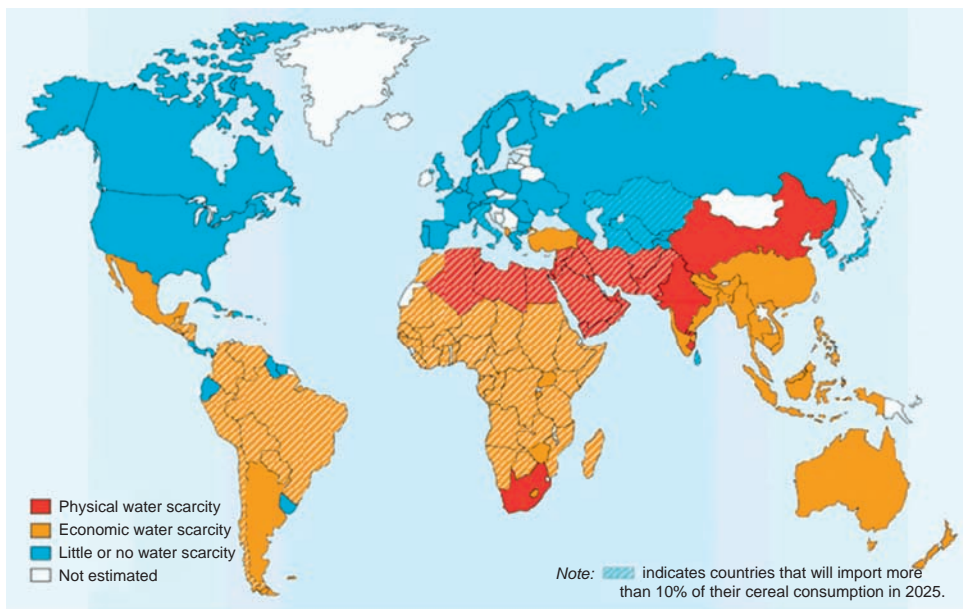 Physical water scarcity
Economic water scarcity
Little or no water scarcity
Not estimated
Note: indicates countries that will import more
than 10% of their cereal consumption in 2025.